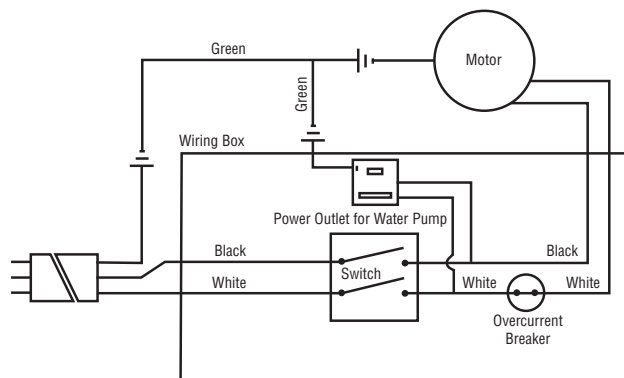 Green
Motor
Green
Wiring Box
Power Outlet for Water Pump
Black
Switch
Black
White
White
White
Overcurrent
Breaker